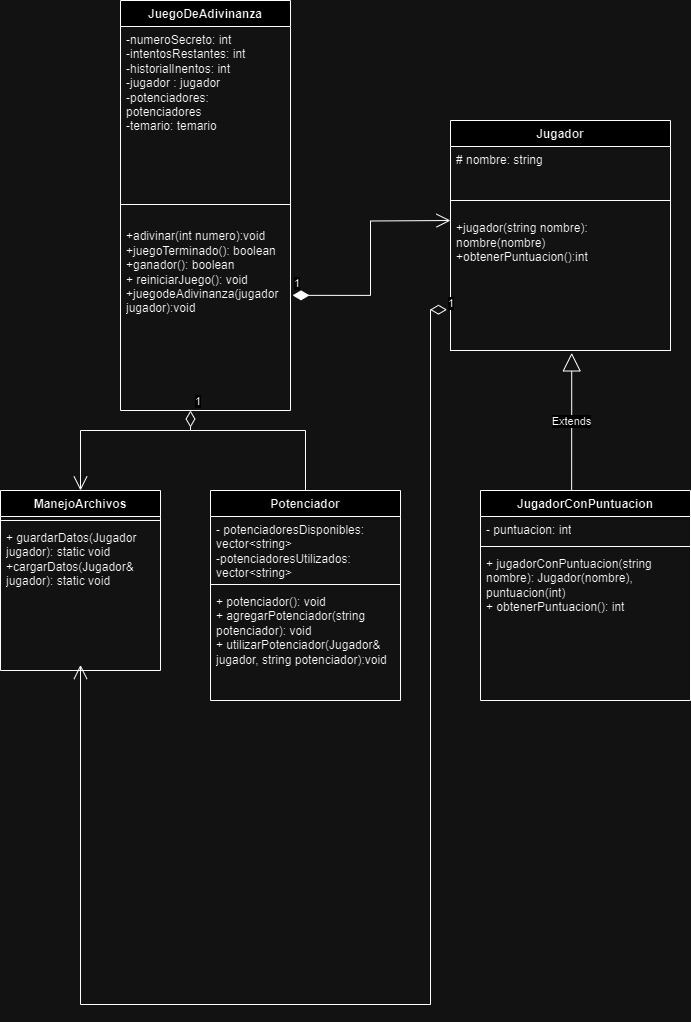 JuegoDeAdivinanza
-numeroSecreto: int
-intentosRestantes: int
-historialInentos: int
-jugador : jugador
-potenciadores:
potenciadores
-temario: temario
+adivinar(int numero):void
+juegoTerminado(): boolean
+ganador(): boolean
+ reiniciarJuego(): void
+juegodeAdivinanza(jugador
jugador):void
1
1
Jugador
# nombre: string
+jugador(string nombre):
nombre(nombre)
+obtenerPuntuacion():int
1
Extends
ManejoArchivos
+ guardarDatos(Jugador
jugador): static void
+cargarDatos(Jugador&
jugador): static void
Potenciador
- potenciadoresDisponibles:
vector<string>
-potenciadoresUtilizados:
vector<string>
+ potenciador(): void
+ agregarPotenciador(string
potenciador): void
+ utilizarPotenciador(Jugador&
jugador, string potenciador):void
JugadorConPuntuacion
- puntuacion: int
+ jugadorConPuntuacion(string
nombre): Jugador(nombre),
puntuacion(int)
+ obtenerPuntuacion(): int